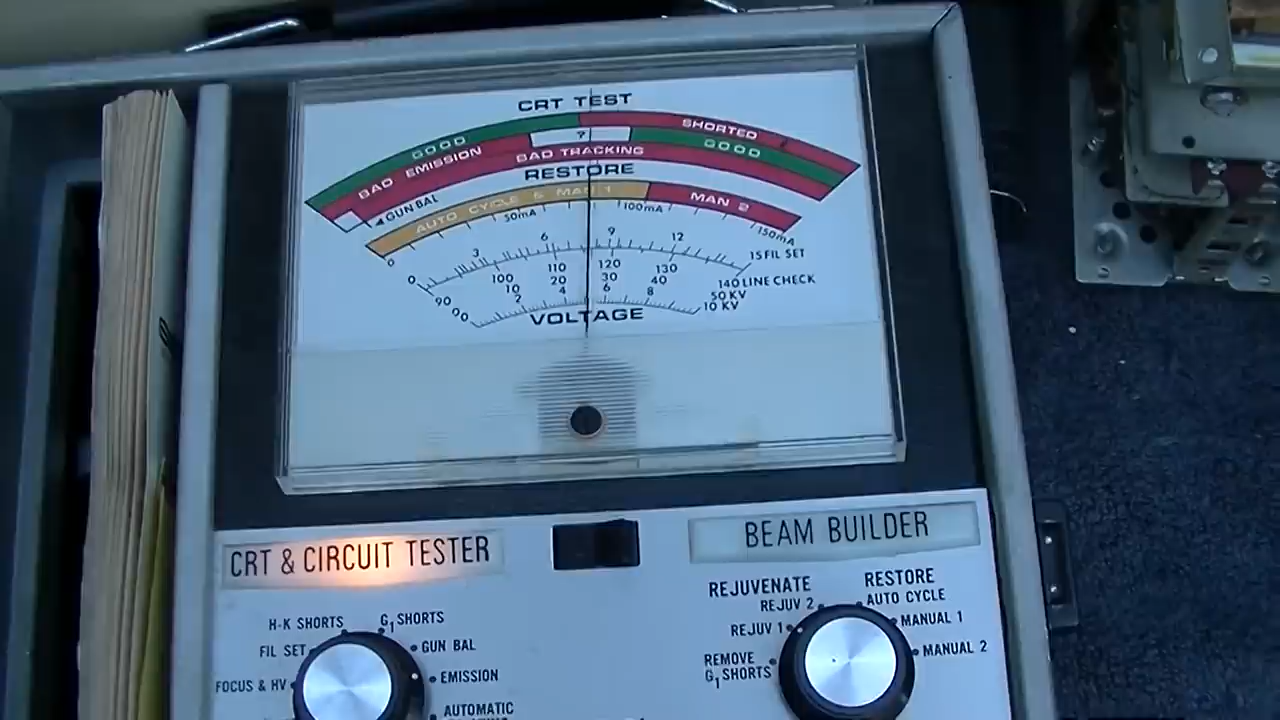 CRT TEST
GOOD
SHORTED
?
BAD EMISSION
GOOD
BAD TRACKING
GUN BAL
RESTORE
AUTO CYCLE & MAN 1
MAN 2
0
50mA
100mA
150mA
0 3 6 9 12 15 FIL SET
90 100 110 120 130 140 LINE CHECK
0 10 20 30 40 50 KV
0 2 4 6 8 10 KV
VOLTAGE
CRT & CIRCUIT TESTER
BEAM BUILDER
H-K SHORTS
G1 SHORTS
FIL SET
GUN BAL
FOCUS & HV
EMISSION
AUTOMATIC
REJUVENATE
REJUV 2
REJUV 1
REMOVE
G1 SHORTS
RESTORE
AUTO CYCLE
MANUAL 1
MANUAL 2